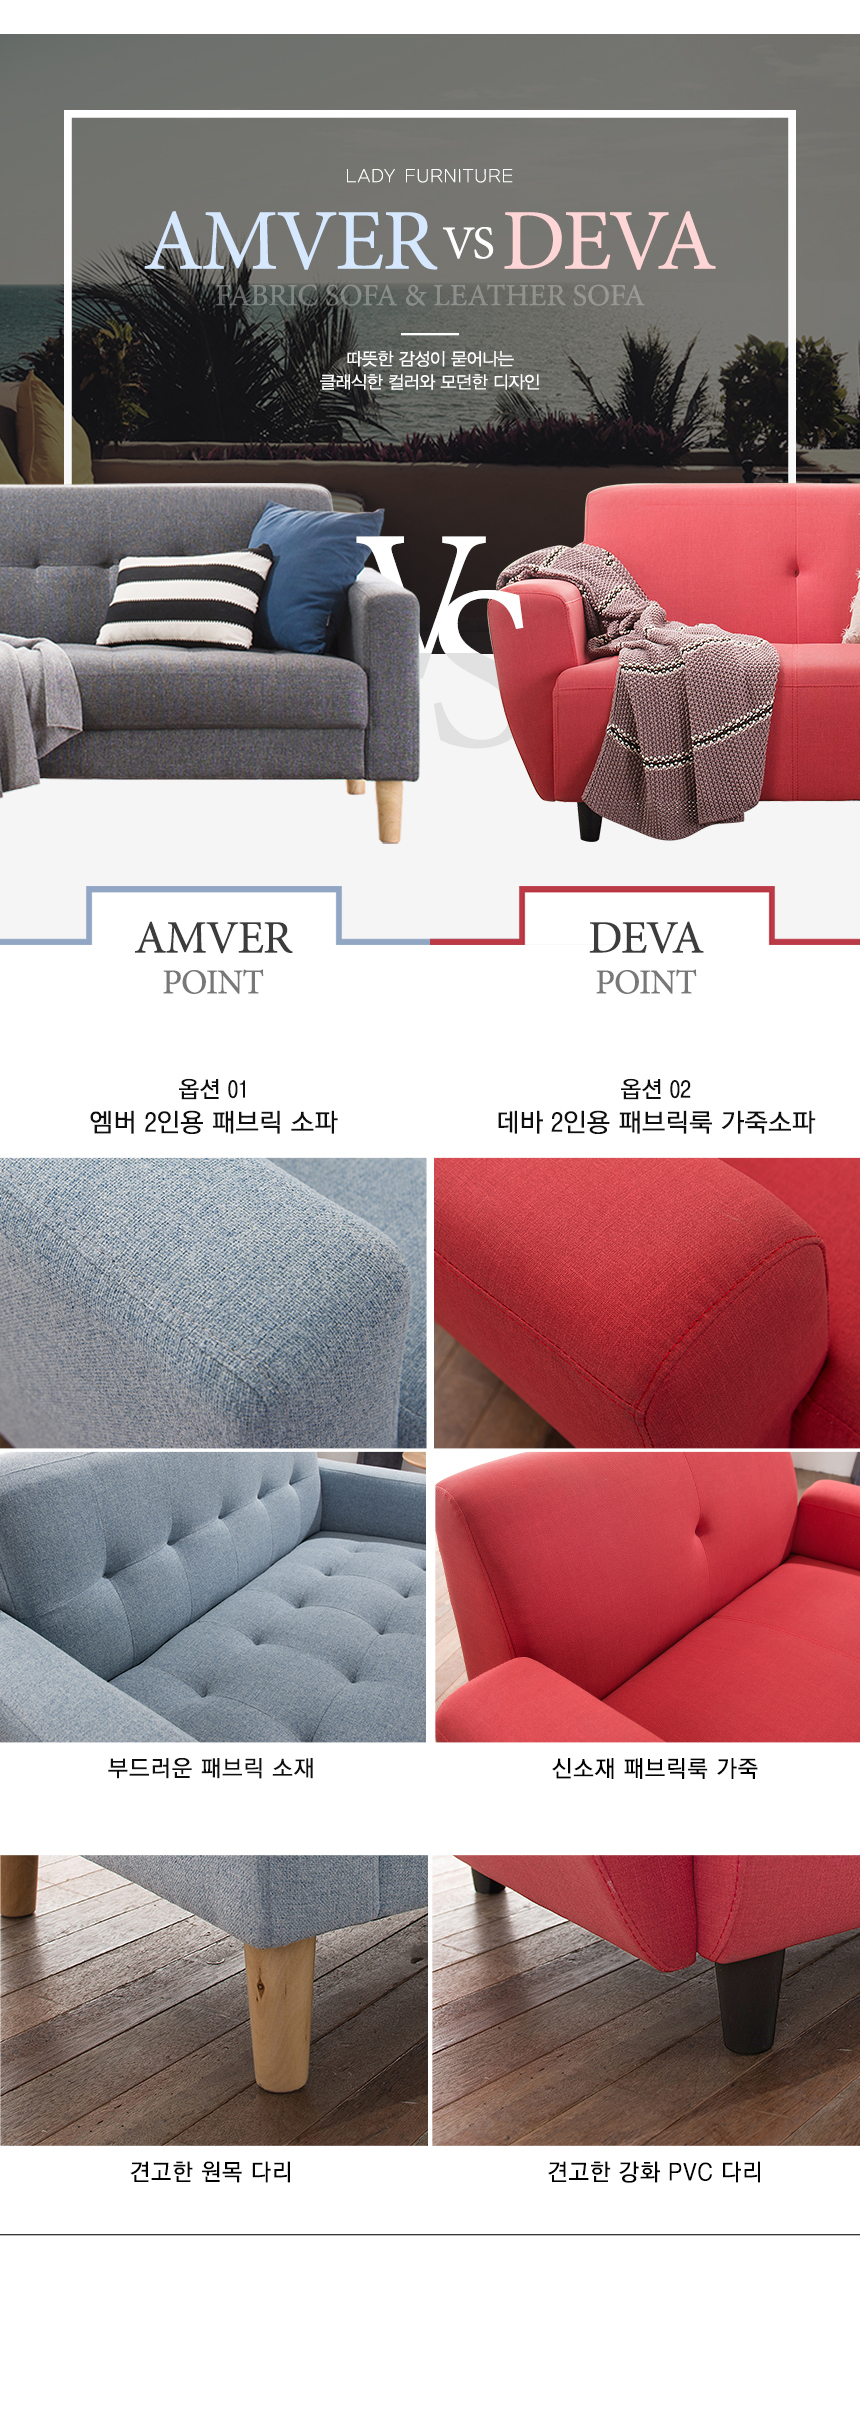 LADY FURNITURE
AMVER VS DEVA
FABRIC SOFA & LEATHER SOFA
따뜻한 감성이 묻어나는
클래식한 컬러와 모던한 디자인
VS
AMVER
POINT
DEVA
POINT
옵션 01
엠버 2인용 패브릭 소파
옵션 02
데바 2인용 패브릭룩 가죽소파
부드러운 패브릭 소재
신소재 패브릭룩 가죽
견고한 원목 다리
견고한 강화 PVC 다리